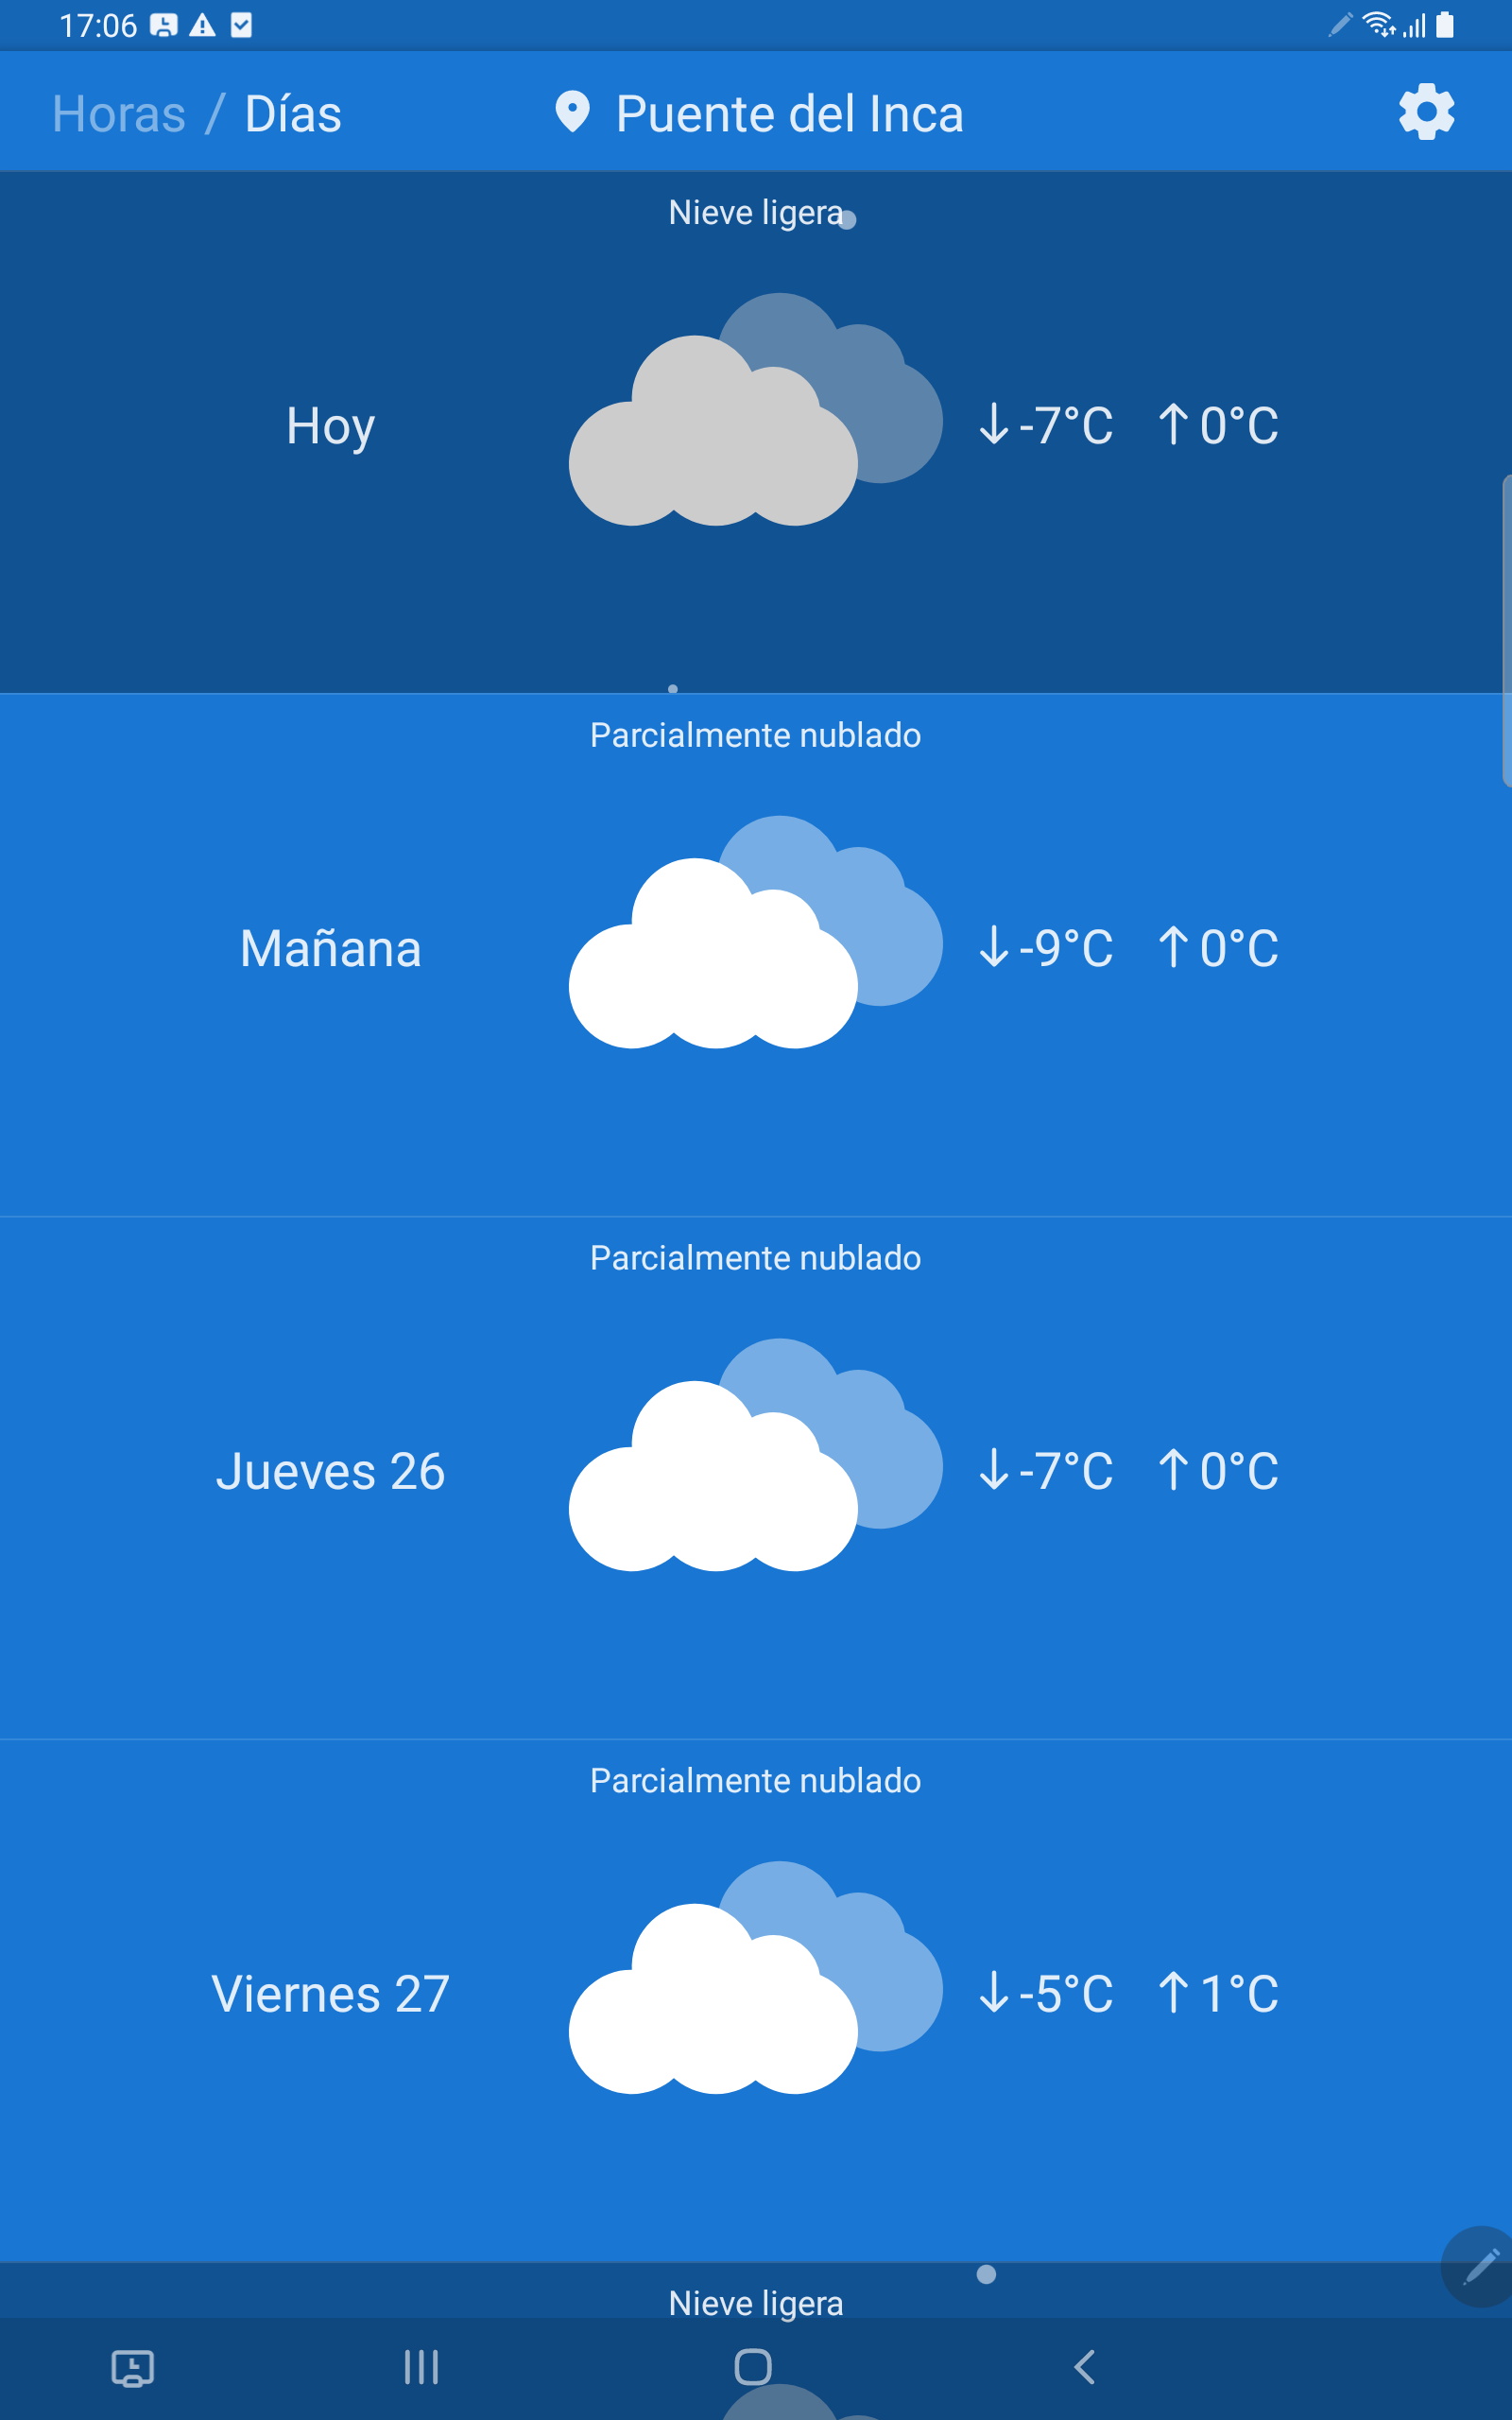 17:06
Horas / Días
Puente del Inca
Nieve ligera
Hoy
↓-7°C ↑0°C
Parcialmente nublado
Mañana
↓-9°C ↑0°C
Parcialmente nublado
Jueves 26
↓-7°C ↑0°C
Parcialmente nublado
Viernes 27
↓-5°C ↑1°C
Nieve ligera